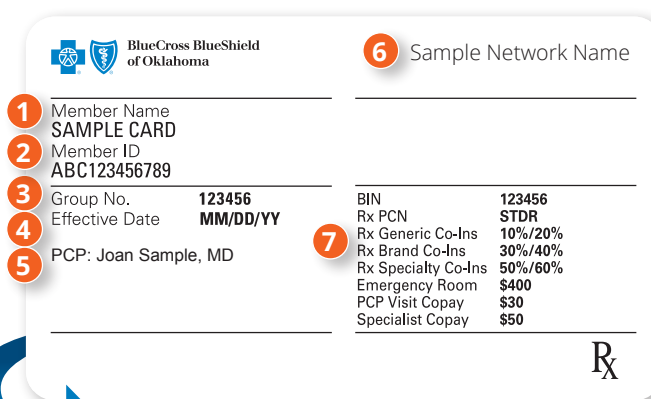 BlueCross BlueShield
of Oklahoma
6 Sample Network Name
1 Member Name
SAMPLE CARD
2 Member ID
ABC123456789
3 Group No. 123456
4 Effective Date MM/DD/YY
5 PCP: Joan Sample, MD
BIN 123456
Rx PCN STDR
7 Rx Generic Co-Ins 10%/20%
Rx Brand Co-Ins 30%/40%
Rx Specialty Co-Ins 50%/60%
Emergency Room $400
PCP Visit Copay $30
Specialist Copay $50
Rx